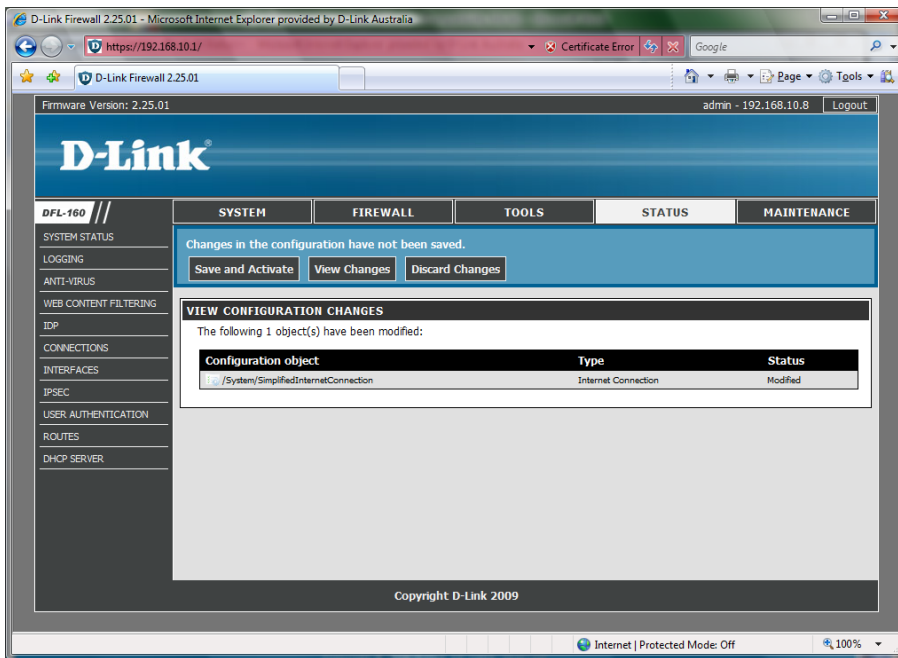 D-Link Firewall 2.25.01 - Microsoft Internet Explorer provided by D-Link Australia
https://192.168.10.1/
Certificate Error
Google
D-Link Firewall 2.25.01
Page
Tools
Firmware Version: 2.25.01
admin - 192.168.10.8
Logout
D-Link®
DFL-160
SYSTEM
FIREWALL
TOOLS
STATUS
MAINTENANCE
SYSTEM STATUS
LOGGING
ANTI-VIRUS
WEB CONTENT FILTERING
IDP
CONNECTIONS
INTERFACES
IPSEC
USER AUTHENTICATION
ROUTES
DHCP SERVER
Changes in the configuration have not been saved.
Save and Activate
View Changes
Discard Changes
VIEW CONFIGURATION CHANGES
The following 1 object(s) have been modified:
Configuration object Type Status
/System/SimplifiedInternetConnection Internet Connection Modified
Copyright D-Link 2009
Internet | Protected Mode: Off
100%